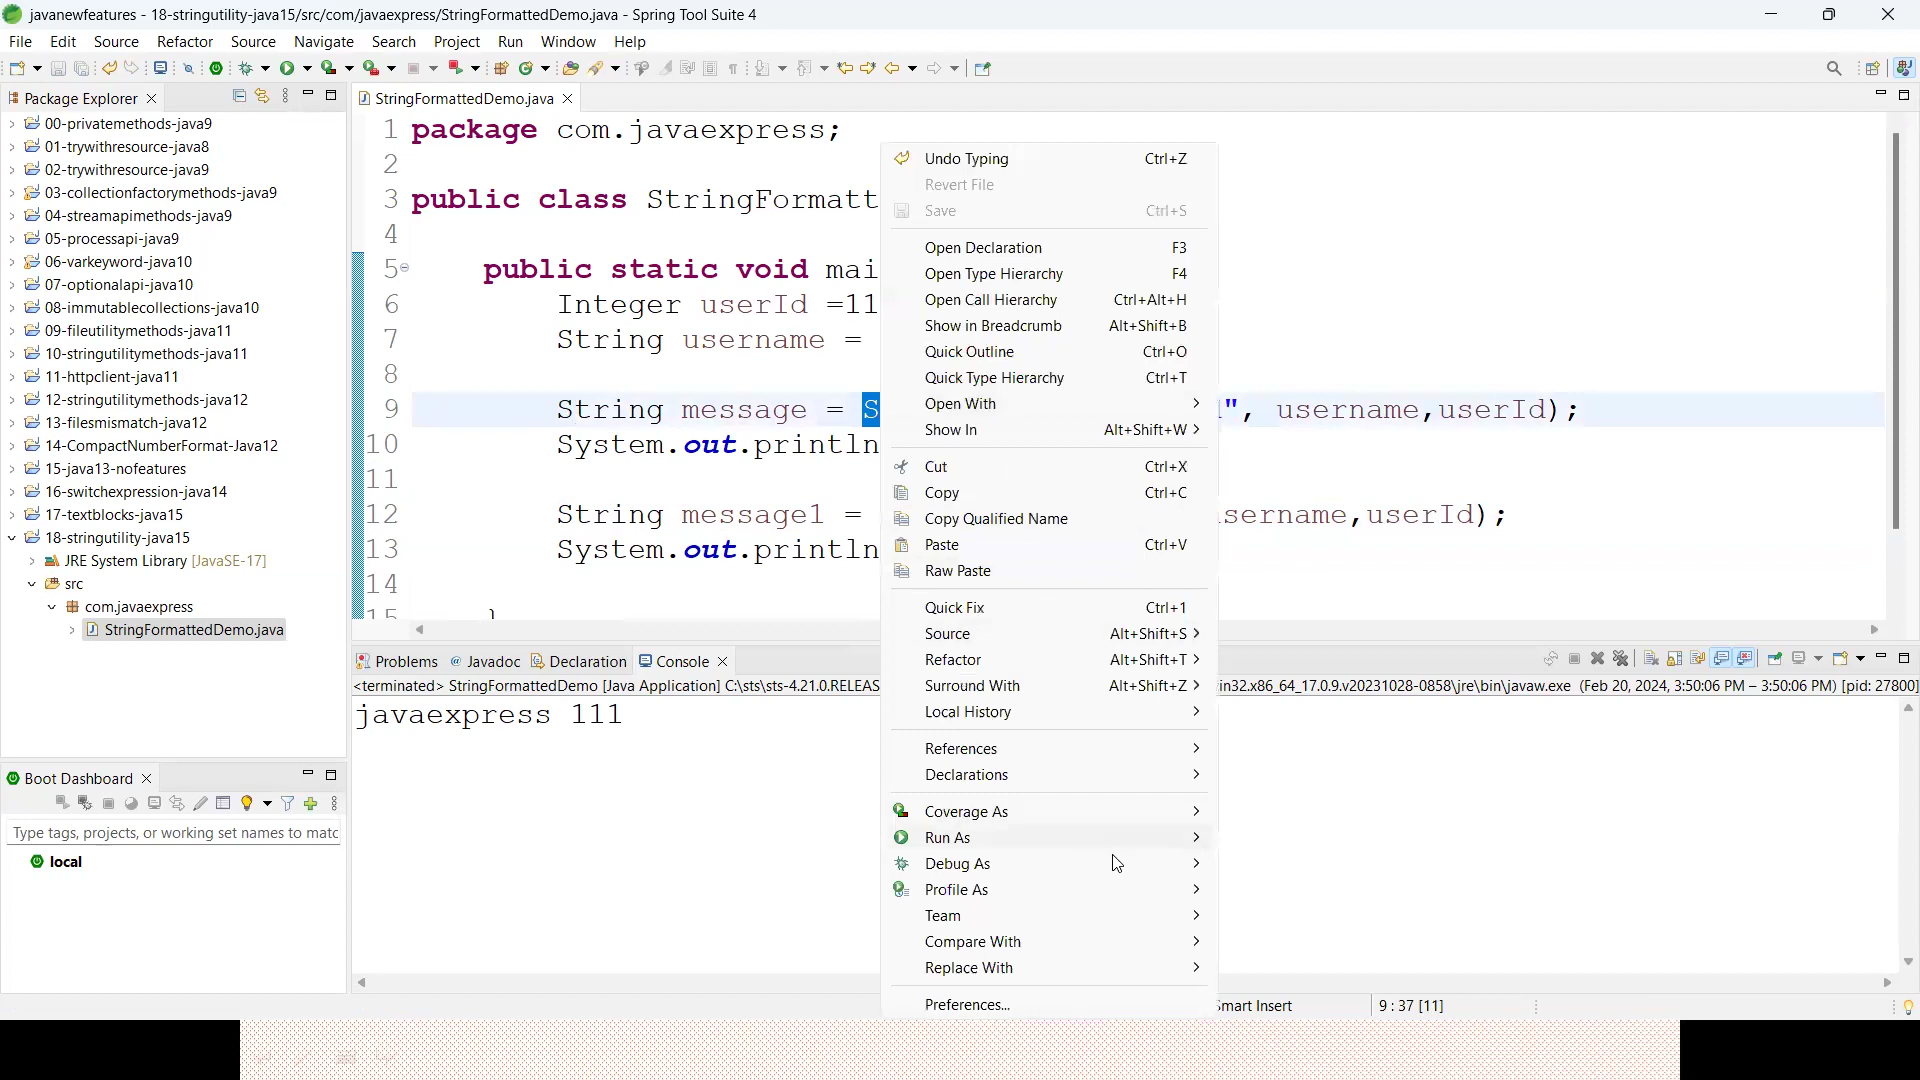 javanewfeatures - 18-stringutility-java15/src/com/javaexpress/StringFormattedDemo.java - Spring Tool Suite 4
File Edit Source Refactor Source Navigate Search Project Run Window Help
Package Explorer
00-privatemethods-java9
01-trywithresource-java8
02-trywithresource-java9
03-collectionfactorymethods-java9
04-streamapimethods-java9
05-processapi-java9
06-varkeyword-java10
07-optionalapi-java10
08-immutablecollections-java10
09-fileutilitymethods-java11
10-stringutilitymethods-java11
11-httpclient-java11
12-stringutilitymethods-java12
13-filesmismatch-java12
14-CompactNumberFormat-Java12
15-java13-nofeatures
16-switchexpression-java14
17-textblocks-java15
18-stringutility-java15
JRE System Library [JavaSE-17]
src
com.javaexpress
StringFormattedDemo.java
Boot Dashboard
Type tags, projects, or working set names to matc
local
StringFormattedDemo.java
1 package com.javaexpress;
2
3 public class StringFormatt
4
5 public static void mai
6 Integer userId =11
7 String username =
8
9 String message = S l", username,userId);
10 System.out.println
11
12 String message1 = sername,userId);
13 System.out.println
14
15 }
Undo Typing Ctrl+Z
Revert File
Save Ctrl+S
Open Declaration F3
Open Type Hierarchy F4
Open Call Hierarchy Ctrl+Alt+H
Show in Breadcrumb Alt+Shift+B
Quick Outline Ctrl+O
Quick Type Hierarchy Ctrl+T
Open With
Show In Alt+Shift+W
Cut Ctrl+X
Copy Ctrl+C
Copy Qualified Name
Paste Ctrl+V
Raw Paste
Quick Fix Ctrl+1
Source Alt+Shift+S
Refactor Alt+Shift+T
Surround With Alt+Shift+Z
Local History
References
Declarations
Coverage As
Run As
Debug As
Profile As
Team
Compare With
Replace With
Preferences...
Problems Javadoc Declaration Console
<terminated> StringFormattedDemo [Java Application] C:\sts\sts-4.21.0.RELEAS in32.x86_64_17.0.9.v20231028-0858\jre\bin\javaw.exe (Feb 20, 2024, 3:50:06 PM – 3:50:06 PM) [pid: 27800]
javaexpress 111
Smart Insert 9 : 37 [11]